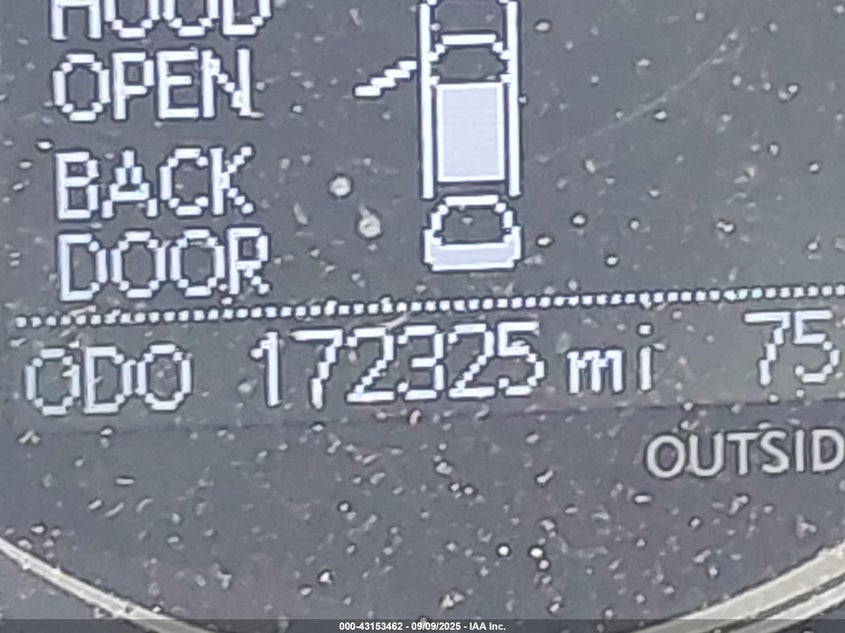 HOOD
OPEN
BACK
DOOR
ODO 172325 mi 75
OUTSID
000-43153462 - 09/09/2025 - IAA Inc.